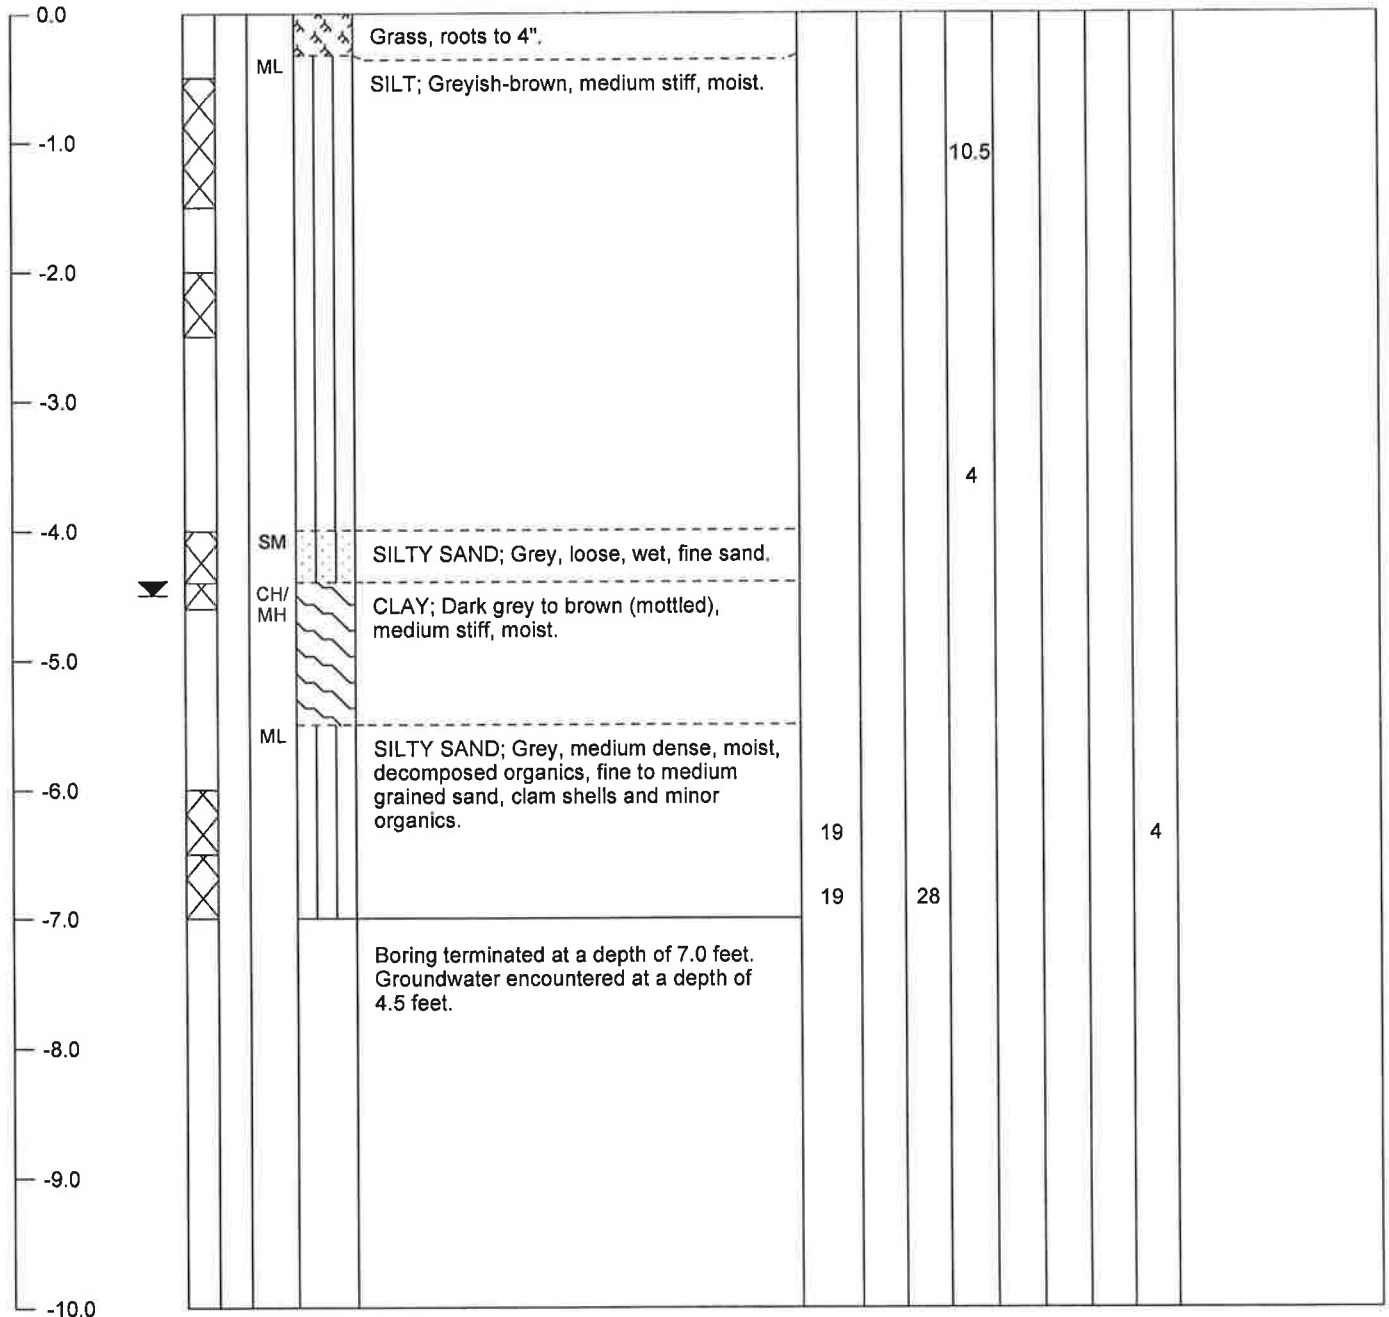 0.0
Grass, roots to 4".
ML
SILT; Greyish-brown, medium stiff, moist.
-1.0
10.5
-2.0
-3.0
4
-4.0
SM
SILTY SAND; Grey, loose, wet, fine sand.
CH/
MH
CLAY; Dark grey to brown (mottled),
medium stiff, moist.
-5.0
ML
SILTY SAND; Grey, medium dense, moist,
decomposed organics, fine to medium
grained sand, clam shells and minor
organics.
-6.0
19
4
19
28
-7.0
Boring terminated at a depth of 7.0 feet.
Groundwater encountered at a depth of
4.5 feet.
-8.0
-9.0
-10.0